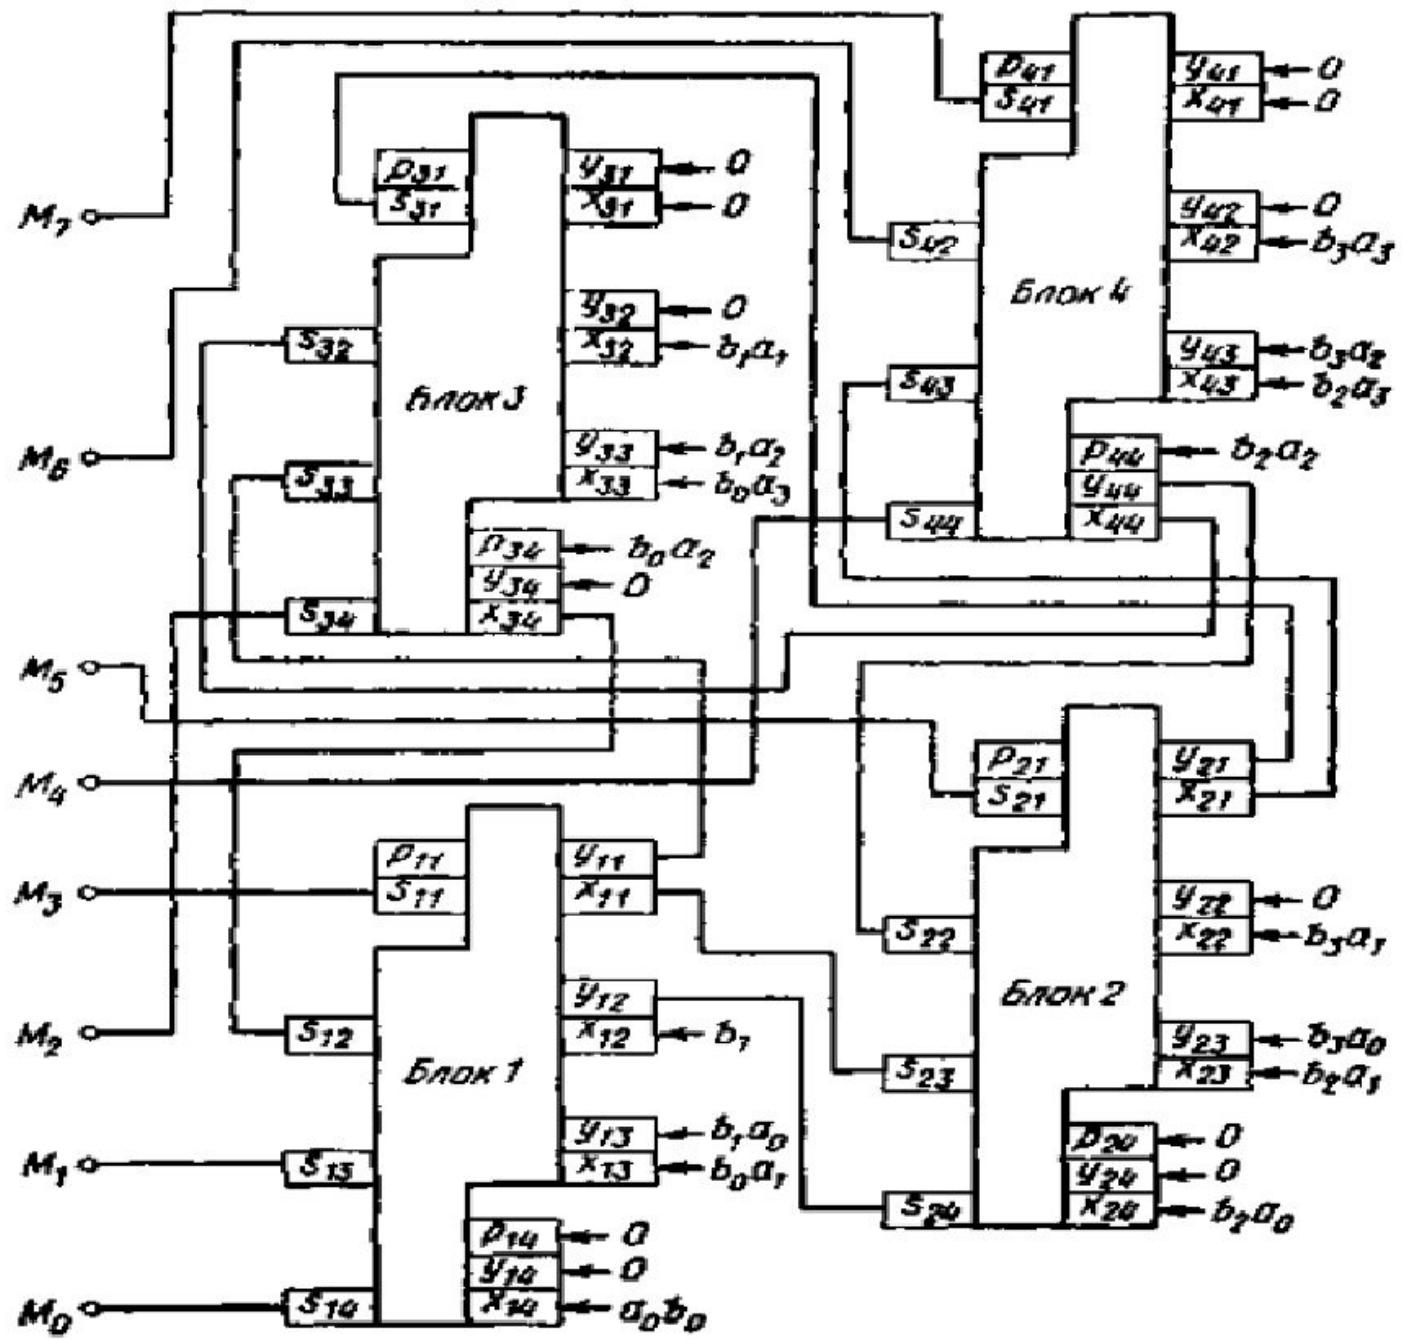 P₄₁ y₄₁ 0
S₄₁ x₄₁ 0
P₃₁ y₃₁ 0
S₃₁ x₃₁ 0
M₇
y₄₂ 0
S₄₂ x₄₂ b₃a₃
Блок 4
y₃₂ 0
S₃₂ x₃₂ b₁a₁
y₄₃ b₃a₂
S₄₃ x₄₃ b₂a₃
Блок 3
y₃₃ b₁a₂
S₃₃ x₃₃ b₀a₃
M₆
P₄₄ b₂a₂
y₄₄
S₄₄ x₄₄
P₃₄ b₀a₂
y₃₄ 0
S₃₄ x₃₄
M₅
P₂₁ y₂₁
S₂₁ x₂₁
M₄
P₁₁ y₁₁
M₃ S₁₁ x₁₁
y₂₂ 0
S₂₂ x₂₂ b₃a₁
Блок 2
y₁₂
M₂ S₁₂ x₁₂ b₁
Блок 1
y₂₃ b₃a₀
S₂₃ x₂₃ b₂a₁
y₁₃ b₁a₀
M₁ S₁₃ x₁₃ b₀a₁
P₂₄ 0
y₂₄ 0
S₂₄ x₂₄ b₂a₀
P₁₄ 0
y₁₄ 0
M₀ S₁₄ x₁₄ a₀b₀